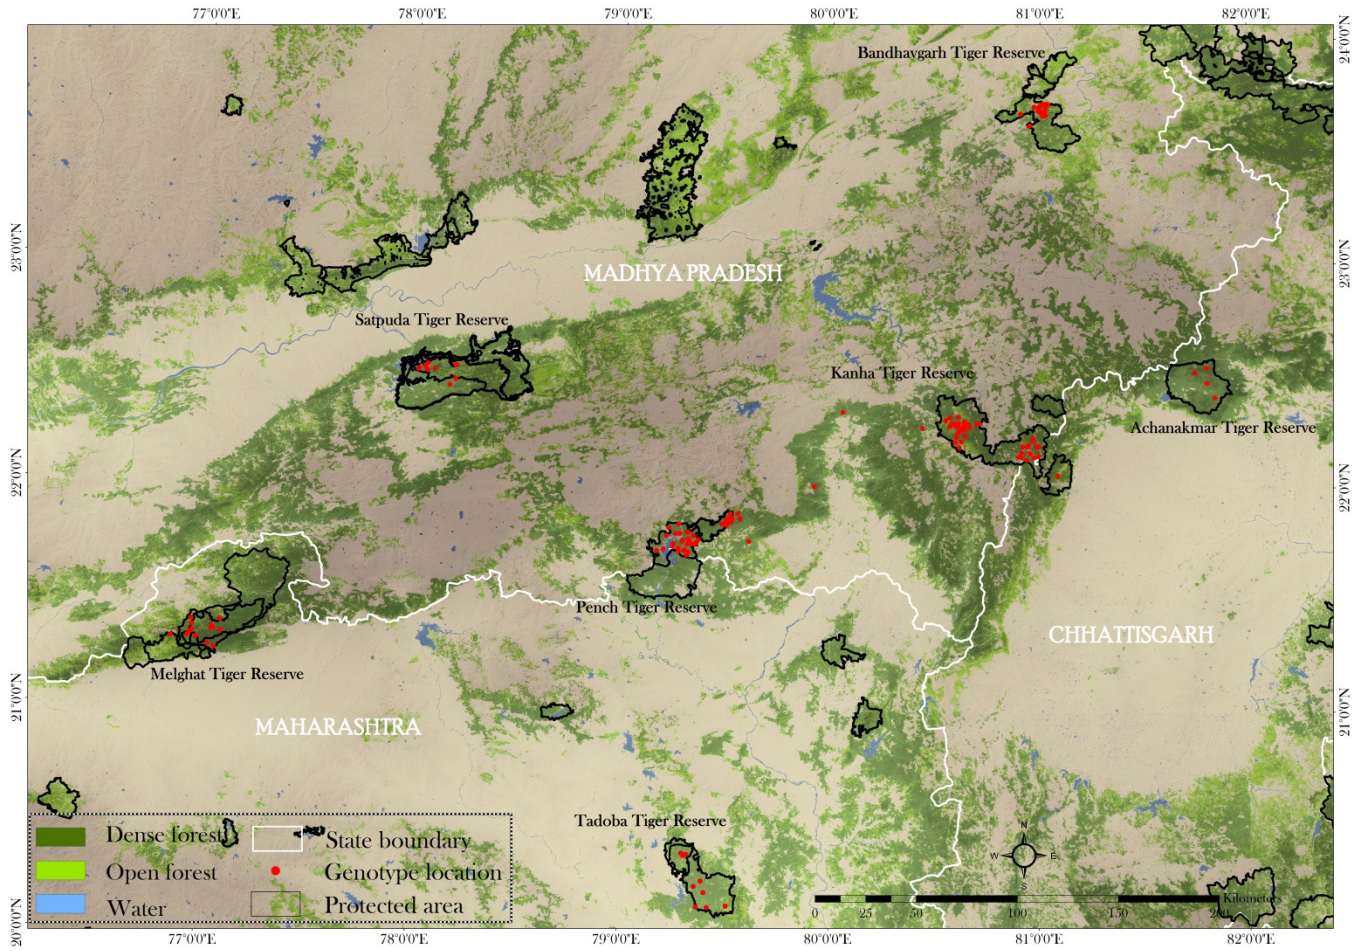 77°0'0"E 78°0'0"E 79°0'0"E 80°0'0"E 81°0'0"E 82°0'0"E
24°0'0"N
Bandhavgarh Tiger Reserve
23°0'0"N
23°0'0"N
MADHYA PRADESH
Satpuda Tiger Reserve
Kanha Tiger Reserve
Achanakmar Tiger Reserve
22°0'0"N
22°0'0"N
Pench Tiger Reserve
CHHATTISGARH
Melghat Tiger Reserve
21°0'0"N
21°0'0"N
MAHARASHTRA
Tadoba Tiger Reserve
Dense forest
State boundary
Open forest
Genotype location
Water
Protected area
N
W E
S
Kilometers
0 25 50 100 150 200
20°0'0"N
77°0'0"E 78°0'0"E 79°0'0"E 80°0'0"E 81°0'0"E 82°0'0"E